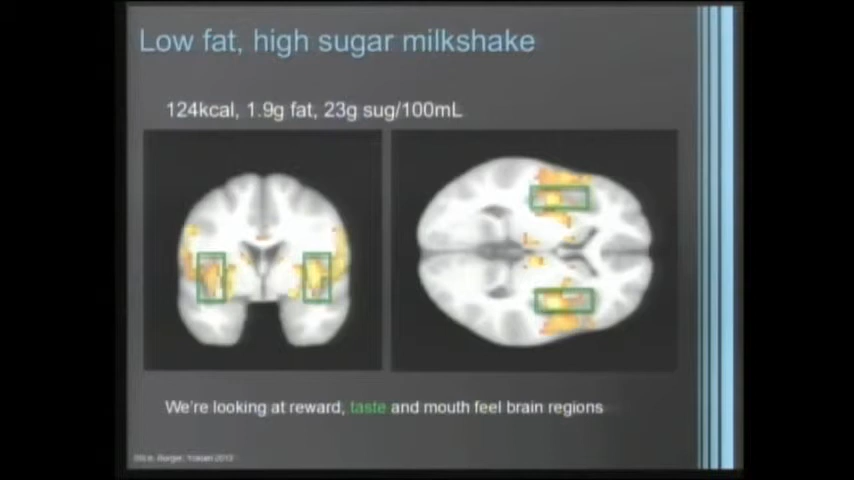 Low fat, high sugar milkshake
124kcal, 1.9g fat, 23g sug/100mL
We're looking at reward, taste and mouth feel brain regions
Burger,